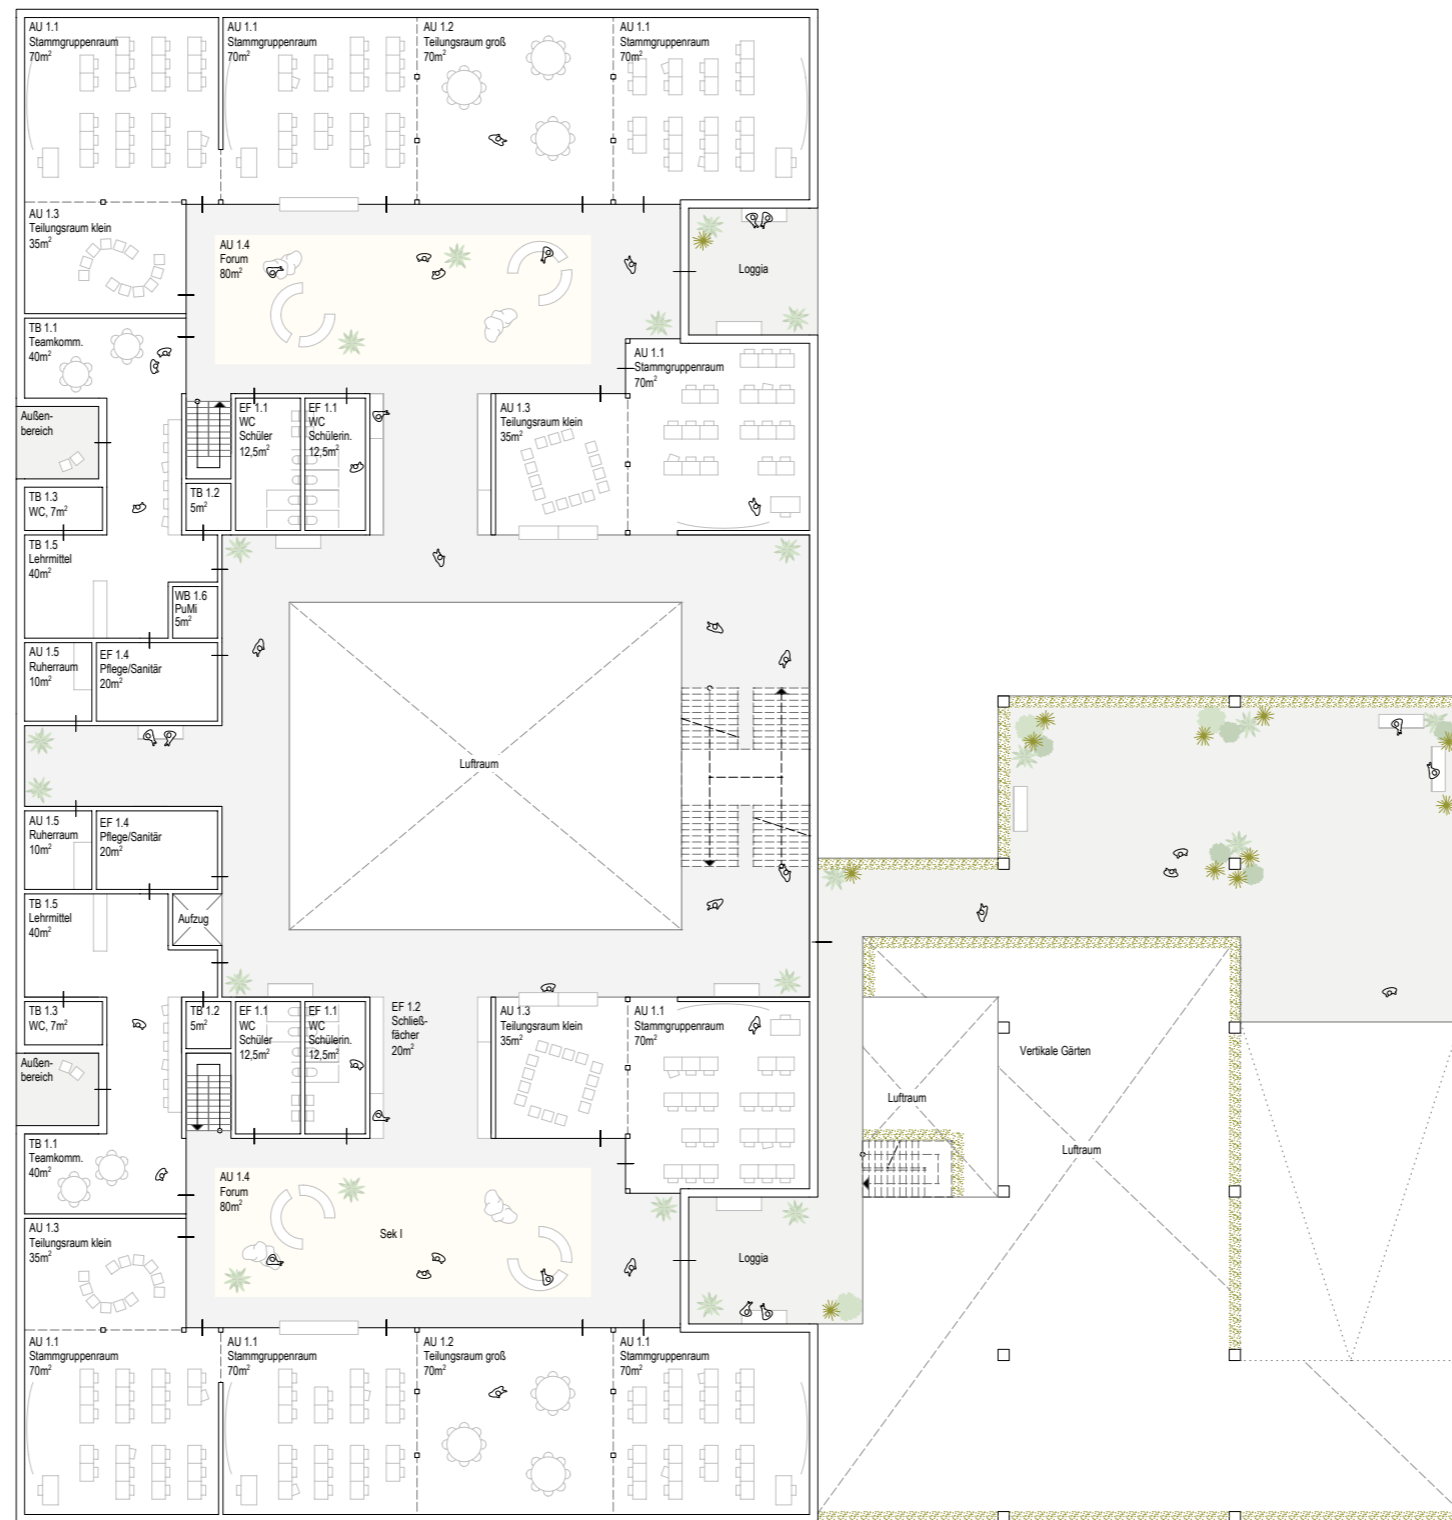 AU 1.1
Stammgruppenraum
70m²
AU 1.1
Stammgruppenraum
70m²
AU 1.2
Teilungsraum groß
70m²
AU 1.1
Stammgruppenraum
70m²
AU 1.3
Teilungsraum klein
35m²
AU 1.4
Forum
80m²
Loggia
TB 1.1
Teamkomm.
40m²
AU 1.1
Stammgruppenraum
70m²
Außen-
bereich
EF 1.1
WC
Schüler
12,5m²
EF 1.1
WC
Schülerin.
12,5m²
AU 1.3
Teilungsraum klein
35m²
TB 1.3
WC, 7m²
TB 1.2
5m²
TB 1.5
Lehrmittel
40m²
WB 1.6
PuMi
5m²
AU 1.5
Ruherraum
10m²
EF 1.4
Pflege/Sanitär
20m²
Luftraum
AU 1.5
Ruherraum
10m²
EF 1.4
Pflege/Sanitär
20m²
TB 1.5
Lehrmittel
40m²
Aufzug
TB 1.3
WC, 7m²
TB 1.2
5m²
EF 1.1
WC
Schüler
12,5m²
EF 1.1
WC
Schülerin.
12,5m²
EF 1.2
Schließ-
fächer
20m²
AU 1.3
Teilungsraum klein
35m²
AU 1.1
Stammgruppenraum
70m²
Vertikale Gärten
Außen-
bereich
Luftraum
Luftraum
TB 1.1
Teamkomm.
40m²
AU 1.4
Forum
80m²
Sek I
Loggia
AU 1.3
Teilungsraum klein
35m²
AU 1.1
Stammgruppenraum
70m²
AU 1.1
Stammgruppenraum
70m²
AU 1.2
Teilungsraum groß
70m²
AU 1.1
Stammgruppenraum
70m²